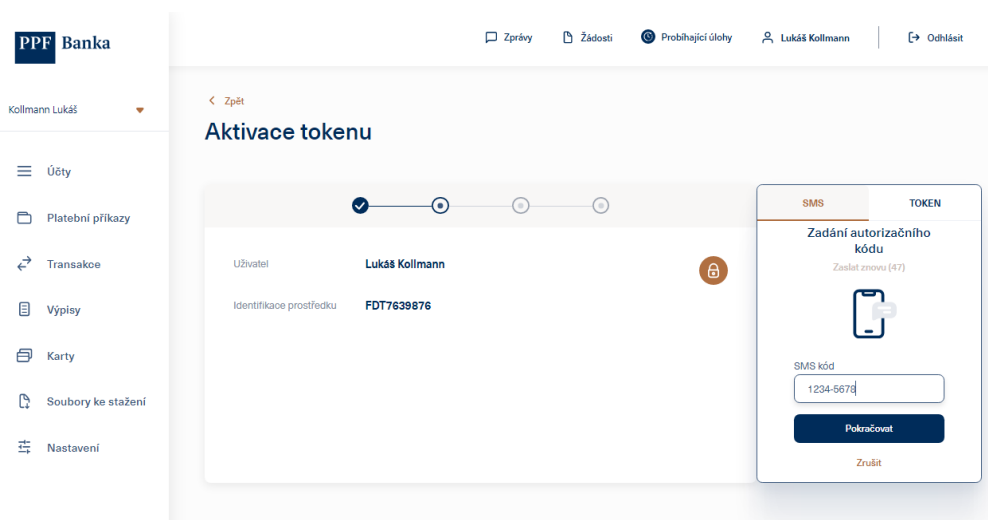 PPF Banka
Zprávy
Žádosti
Probíhající úlohy
Lukáš Kollmann
Odhlásit
Kollmann Lukáš
Účty
Platební příkazy
Transakce
Výpisy
Karty
Soubory ke stažení
Nastavení
Zpět
Aktivace tokenu
Uživatel Lukáš Kollmann
Identifikace prostředku FDT7639876
SMS TOKEN
Zadání autorizačního
kódu
Zaslat znovu (47)
SMS kód
1234-5678
Pokračovat
Zrušit